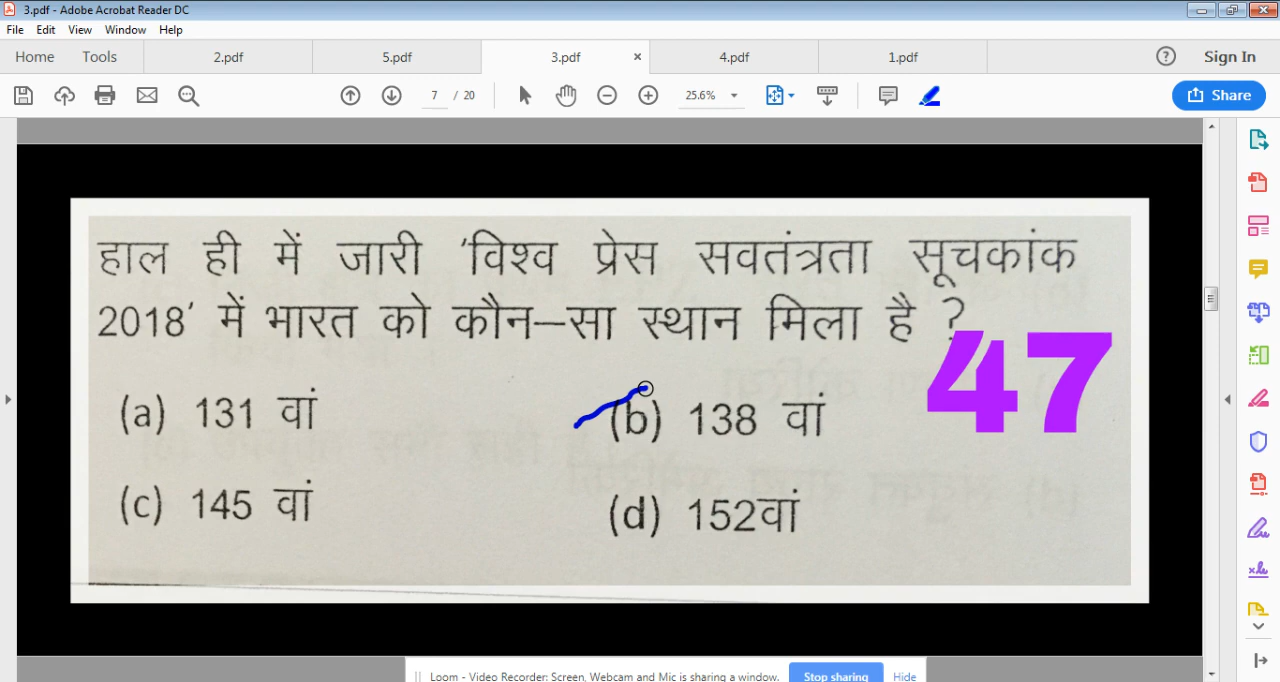 3.pdf - Adobe Acrobat Reader DC
File Edit View Window Help
Home Tools 2.pdf 5.pdf 3.pdf × 4.pdf 1.pdf ? Sign In
7 / 20 25.6% Share
हाल ही में जारी 'विश्व प्रेस सवतंत्रता सूचकांक
2018' में भारत को कौन–सा स्थान मिला है ?
47
(a) 131 वां (b) 138 वां
(c) 145 वां (d) 152वां
Loom - Video Recorder: Screen, Webcam and Mic is sharing a window. Stop sharing Hide